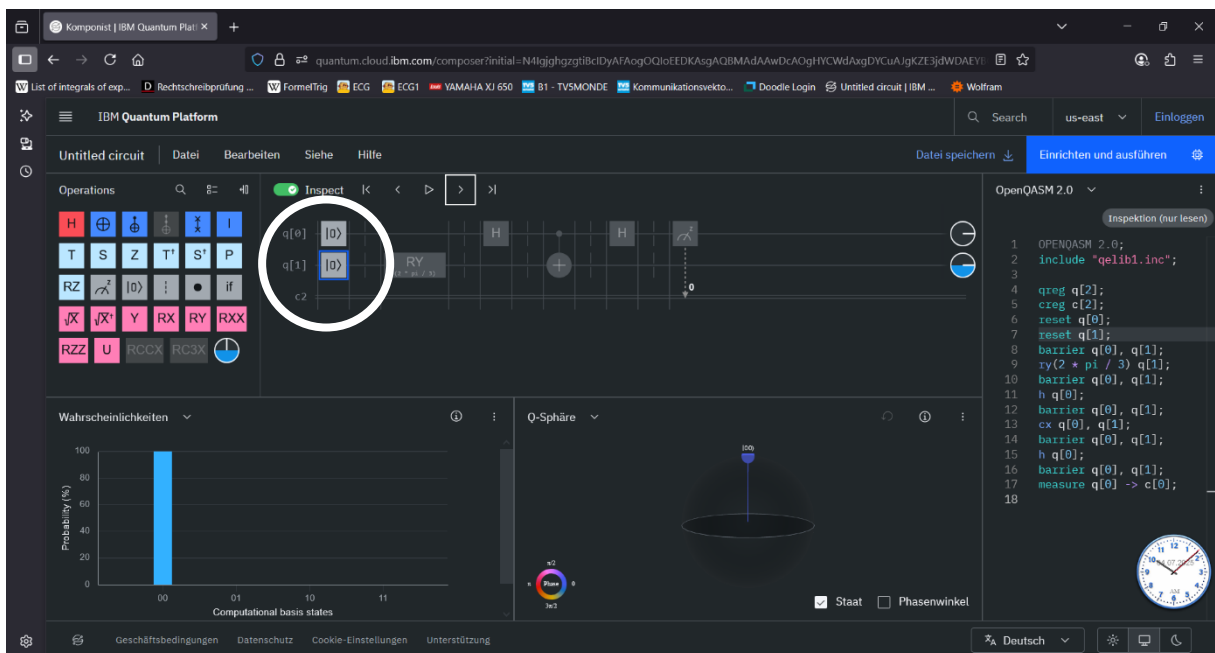 Komponist | IBM Quantum Plat
quantum.cloud.ibm.com/composer?initial=
List of integrals of exp... Rechtschreibprüfung ... FormelTrig ECG ECG1 YAMAHA XJ 650 B1 - TV5MONDE Kommunikationsvekto... Doodle Login Untitled circuit | IBM ... Wolfram
IBM Quantum Platform Search us-east Einloggen
Untitled circuit Datei Bearbeiten Siehe Hilfe Datei speichern Einrichten und ausführen
Operations Inspect OpenQASM 2.0
Inspektion (nur lesen)
H I
T S Z T† S† P
RZ z |0⟩ if
√X √X† Y RX RY RXX
RZZ U RCCX RC3X
q[0] |0⟩ H H z
q[1] |0⟩ RY
(2 * pi / 3)
c2 0
1 OPENQASM 2.0;
2 include "qelib1.inc";
3
4 qreg q[2];
5 creg c[2];
6 reset q[0];
7 reset q[1];
8 barrier q[0], q[1];
9 ry(2 * pi / 3) q[1];
10 barrier q[0], q[1];
11 h q[0];
12 barrier q[0], q[1];
13 cx q[0], q[1];
14 barrier q[0], q[1];
15 h q[0];
16 barrier q[0], q[1];
17 measure q[0] -> c[0];
18
Wahrscheinlichkeiten
Probability (%)
100
80
60
40
20
0
00 01 10 11
Computational basis states
Q-Sphäre
|00⟩
π/2
π Phase 0
3π/2
Staat Phasenwinkel
Geschäftsbedingungen Datenschutz Cookie-Einstellungen Unterstützung
Deutsch